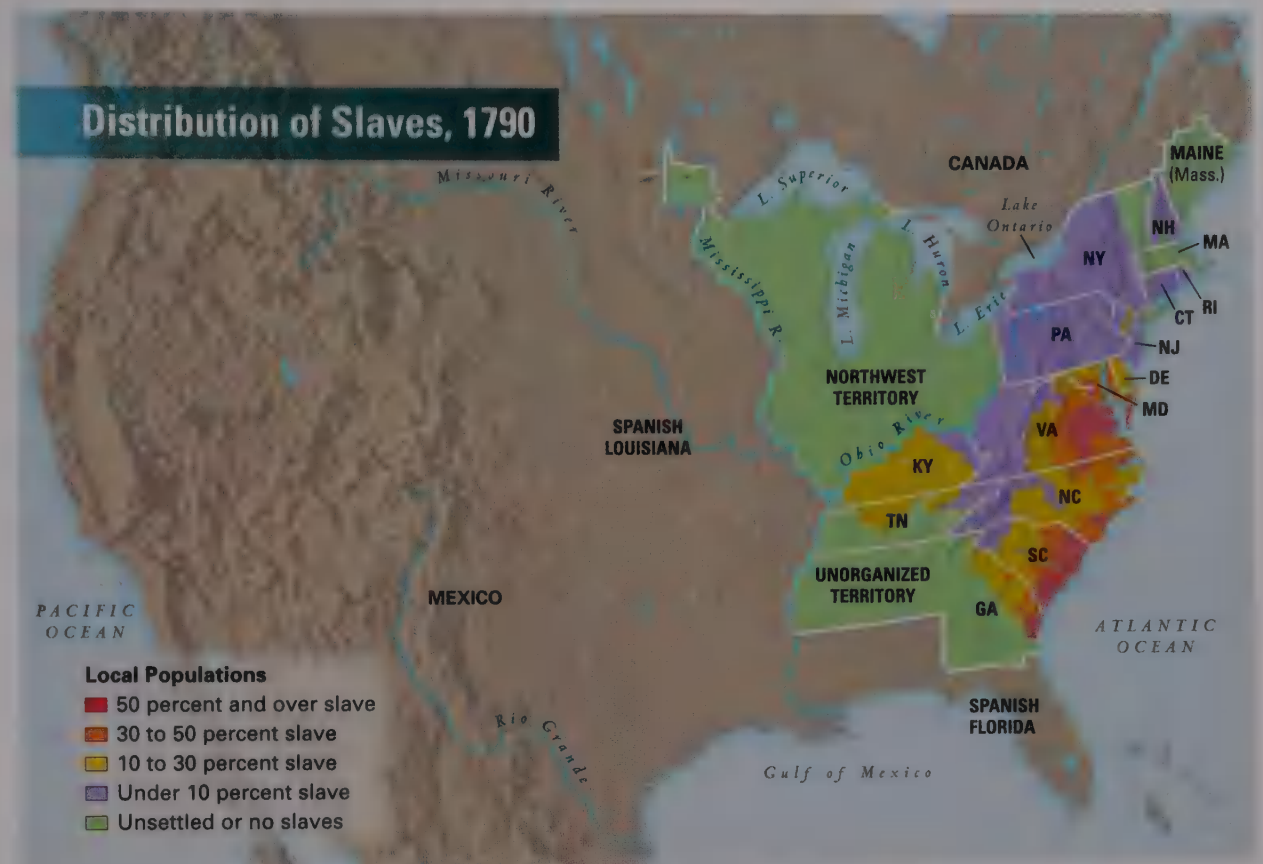 Distribution of Slaves, 1790
Missouri River
L. Superior
CANADA
MAINE
(Mass.)
Lake
Ontario
NH
MA
L. Huron
NY
Mississippi R.
L. Michigan
L. Erie
RI
CT
PA
NJ
NORTHWEST
TERRITORY
DE
MD
SPANISH
LOUISIANA
Ohio River
VA
KY
NC
TN
SC
UNORGANIZED
TERRITORY
MEXICO
GA
PACIFIC
OCEAN
ATLANTIC
OCEAN
Local Populations
50 percent and over slave
30 to 50 percent slave
10 to 30 percent slave
Under 10 percent slave
Unsettled or no slaves
Rio Grande
SPANISH
FLORIDA
Gulf of Mexico